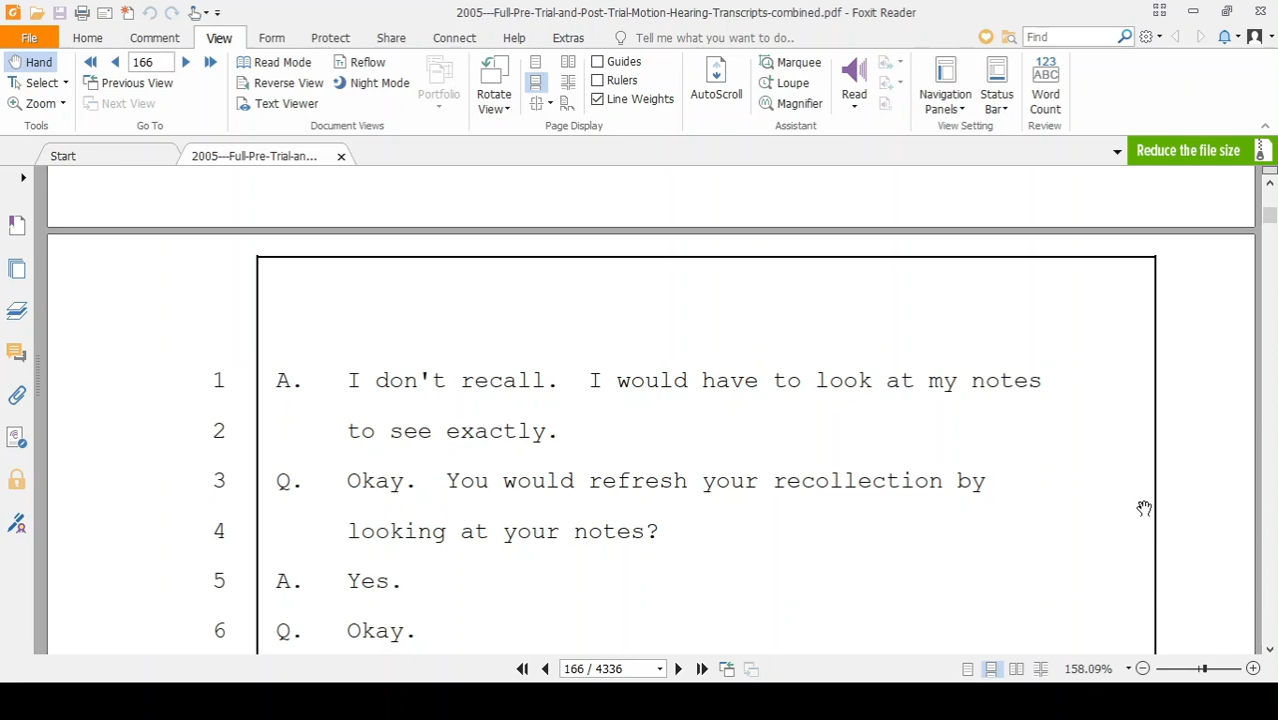 2005---Full-Pre-Trial-and-Post-Trial-Motion-Hearing-Transcripts-combined.pdf - Foxit Reader
File Home Comment View Form Protect Share Connect Help Extras Tell me what you want to do.. Find
Hand 166 Read Mode Reflow Guides Marquee
Select Previous View Reverse View Night Mode Portfolio Rotate View Rulers AutoScroll Loupe Read Navigation Panels Status Bar Word Count
Zoom Next View Text Viewer Line Weights Magnifier
Tools Go To Document Views Page Display Assistant View Setting Review
Start 2005---Full-Pre-Trial-an... Reduce the file size
1 A. I don't recall. I would have to look at my notes
2 to see exactly.
3 Q. Okay. You would refresh your recollection by
4 looking at your notes?
5 A. Yes.
6 Q. Okay.
166 / 4336 158.09%